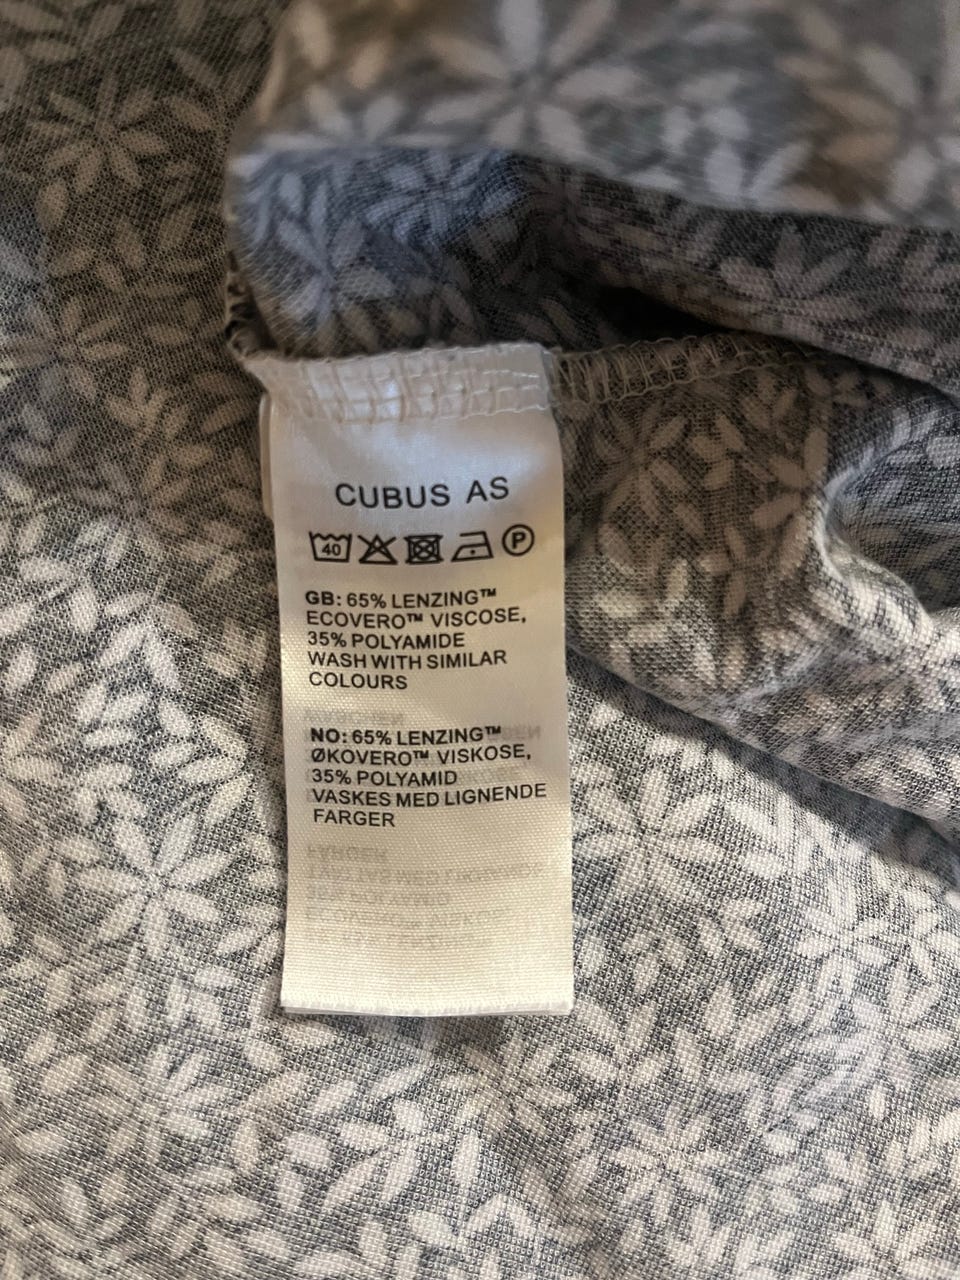 CUBUS AS
40 P
GB: 65% LENZING™
ECOVERO™ VISCOSE,
35% POLYAMIDE
WASH WITH SIMILAR
COLOURS
NO: 65% LENZING™
ØKOVERO™ VISKOSE,
35% POLYAMID
VASKES MED LIGNENDE
FARGER